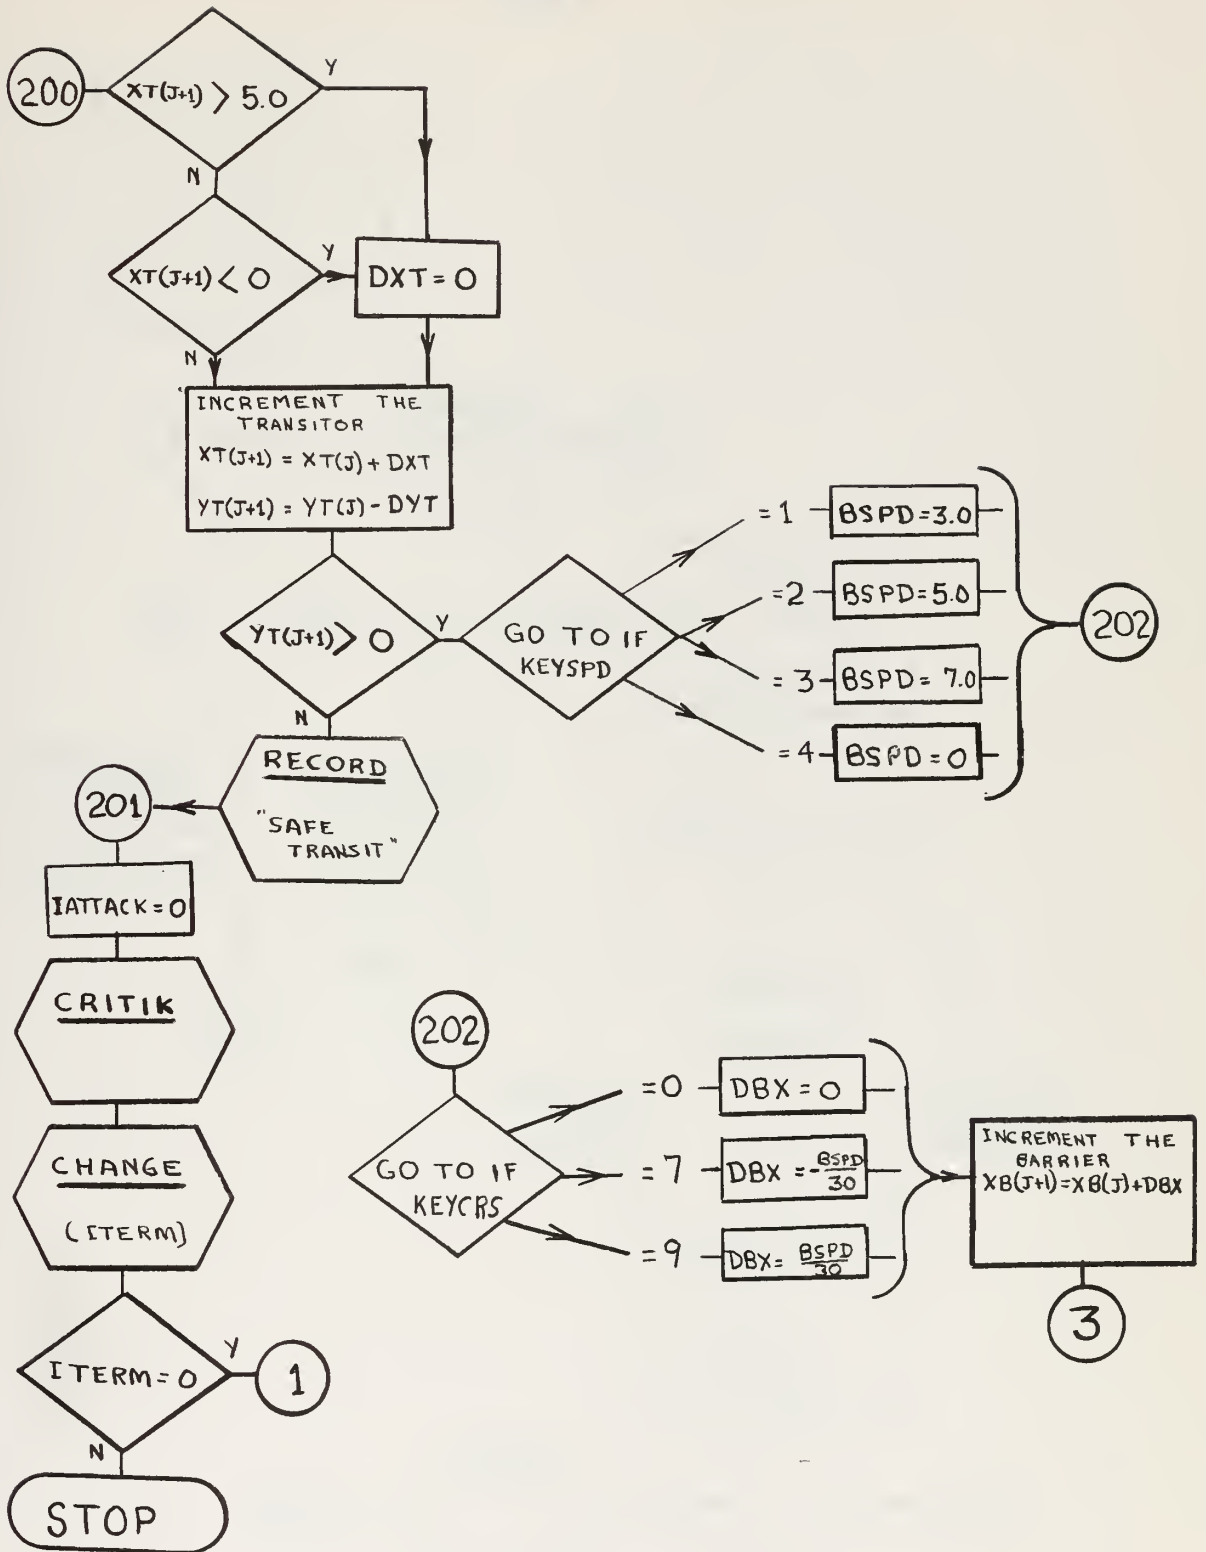 200
XT(J+1) > 5.0
Y
N
XT(J+1) < 0
Y
DXT = 0
N
INCREMENT THE
TRANSITOR
XT(J+1) = XT(J) + DXT
YT(J+1) = YT(J) - DYT
YT(J+1) > 0
Y
GO TO IF
KEYSPD
= 1
BSPD = 3.0
= 2
BSPD = 5.0
= 3
BSPD = 7.0
= 4
BSPD = 0
202
N
RECORD
"SAFE
TRANSIT"
201
IATTACK = 0
CRITIK
CHANGE
(ITERM)
ITERM = 0
Y
1
N
STOP
202
GO TO IF
KEYCRS
= 0
DBX = 0
= 7
DBX = -BSPD
30
= 9
DBX = BSPD
30
INCREMENT THE
BARRIER
XB(J+1) = XB(J) + DBX
3